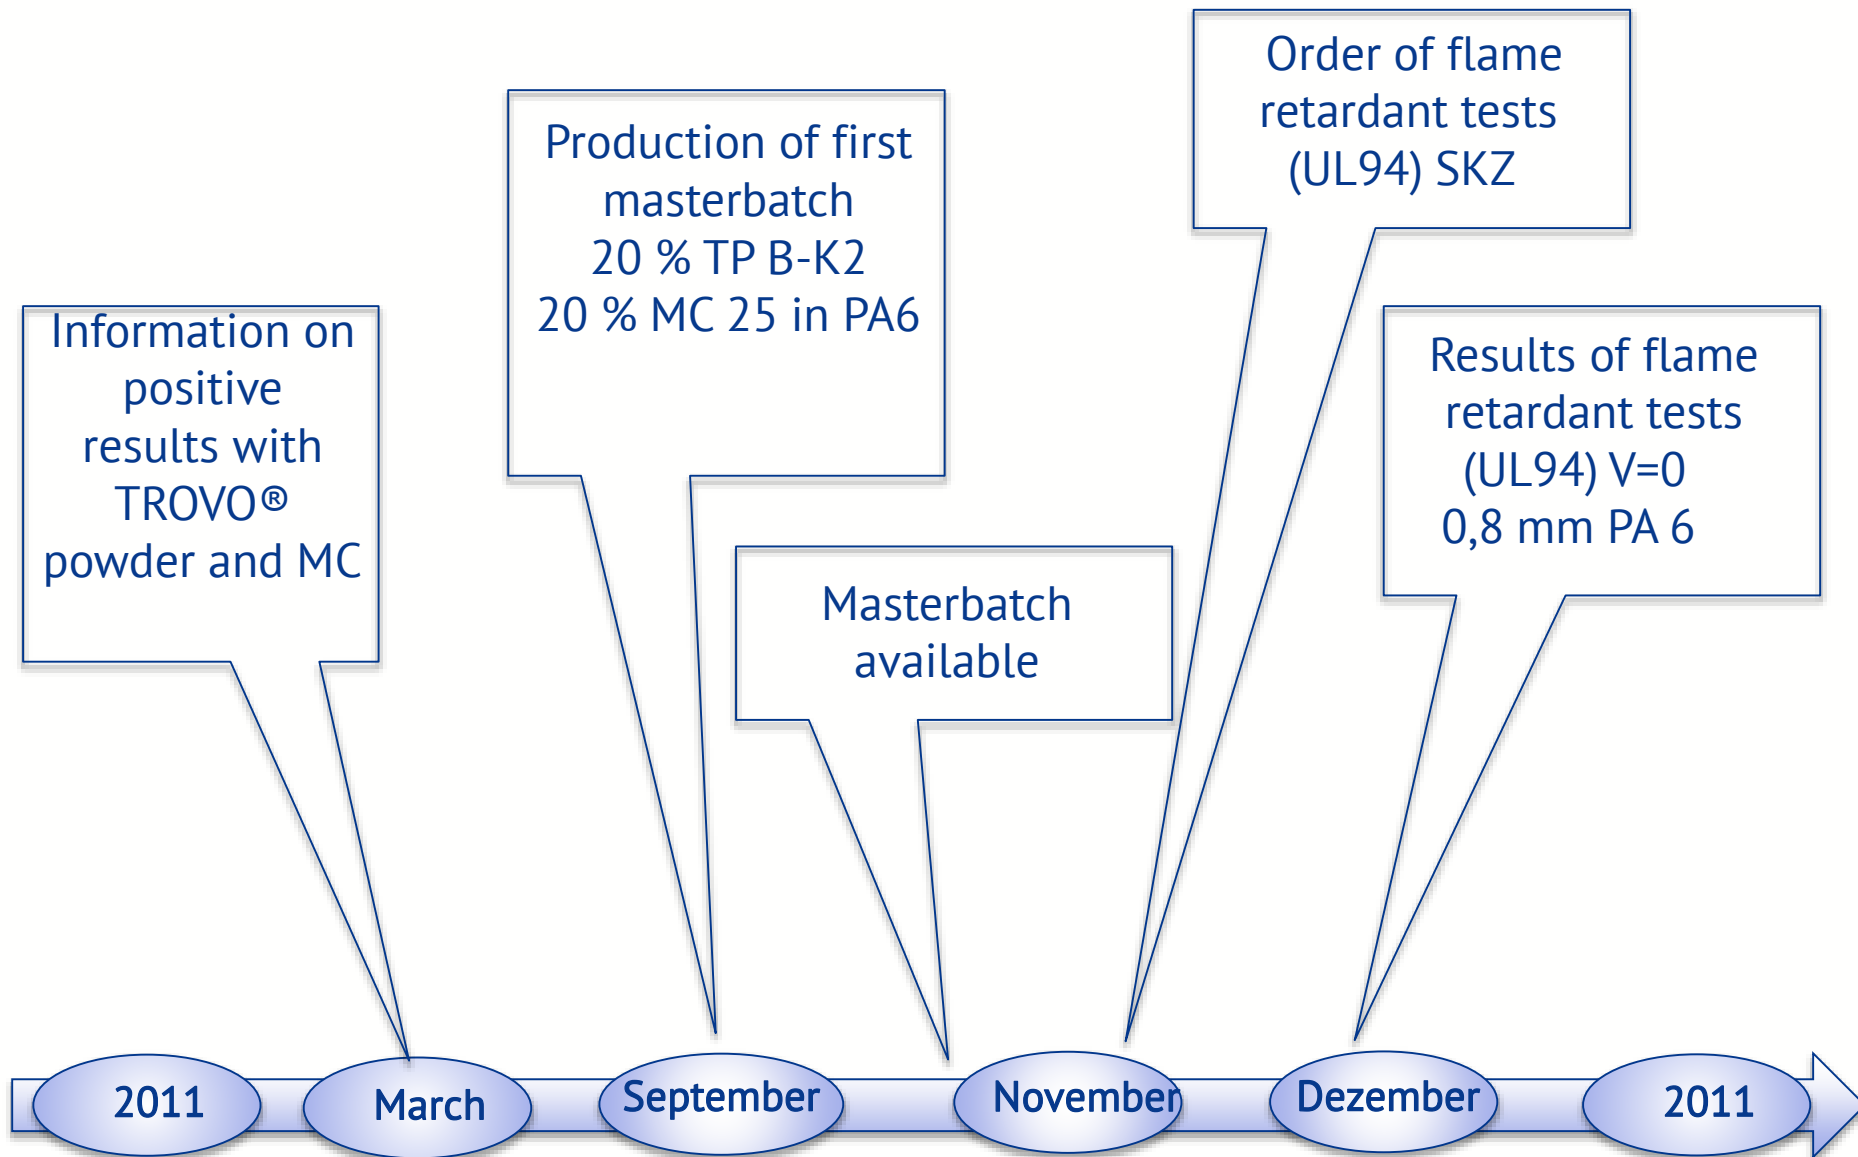 Information on
positive
results with
TROVO®
powder and MC
Production of first
masterbatch
20 % TP B-K2
20 % MC 25 in PA6
Masterbatch
available
Order of flame
retardant tests
(UL94) SKZ
Results of flame
retardant tests
(UL94) V=0
0,8 mm PA 6
2011
March
September
November
Dezember
2011